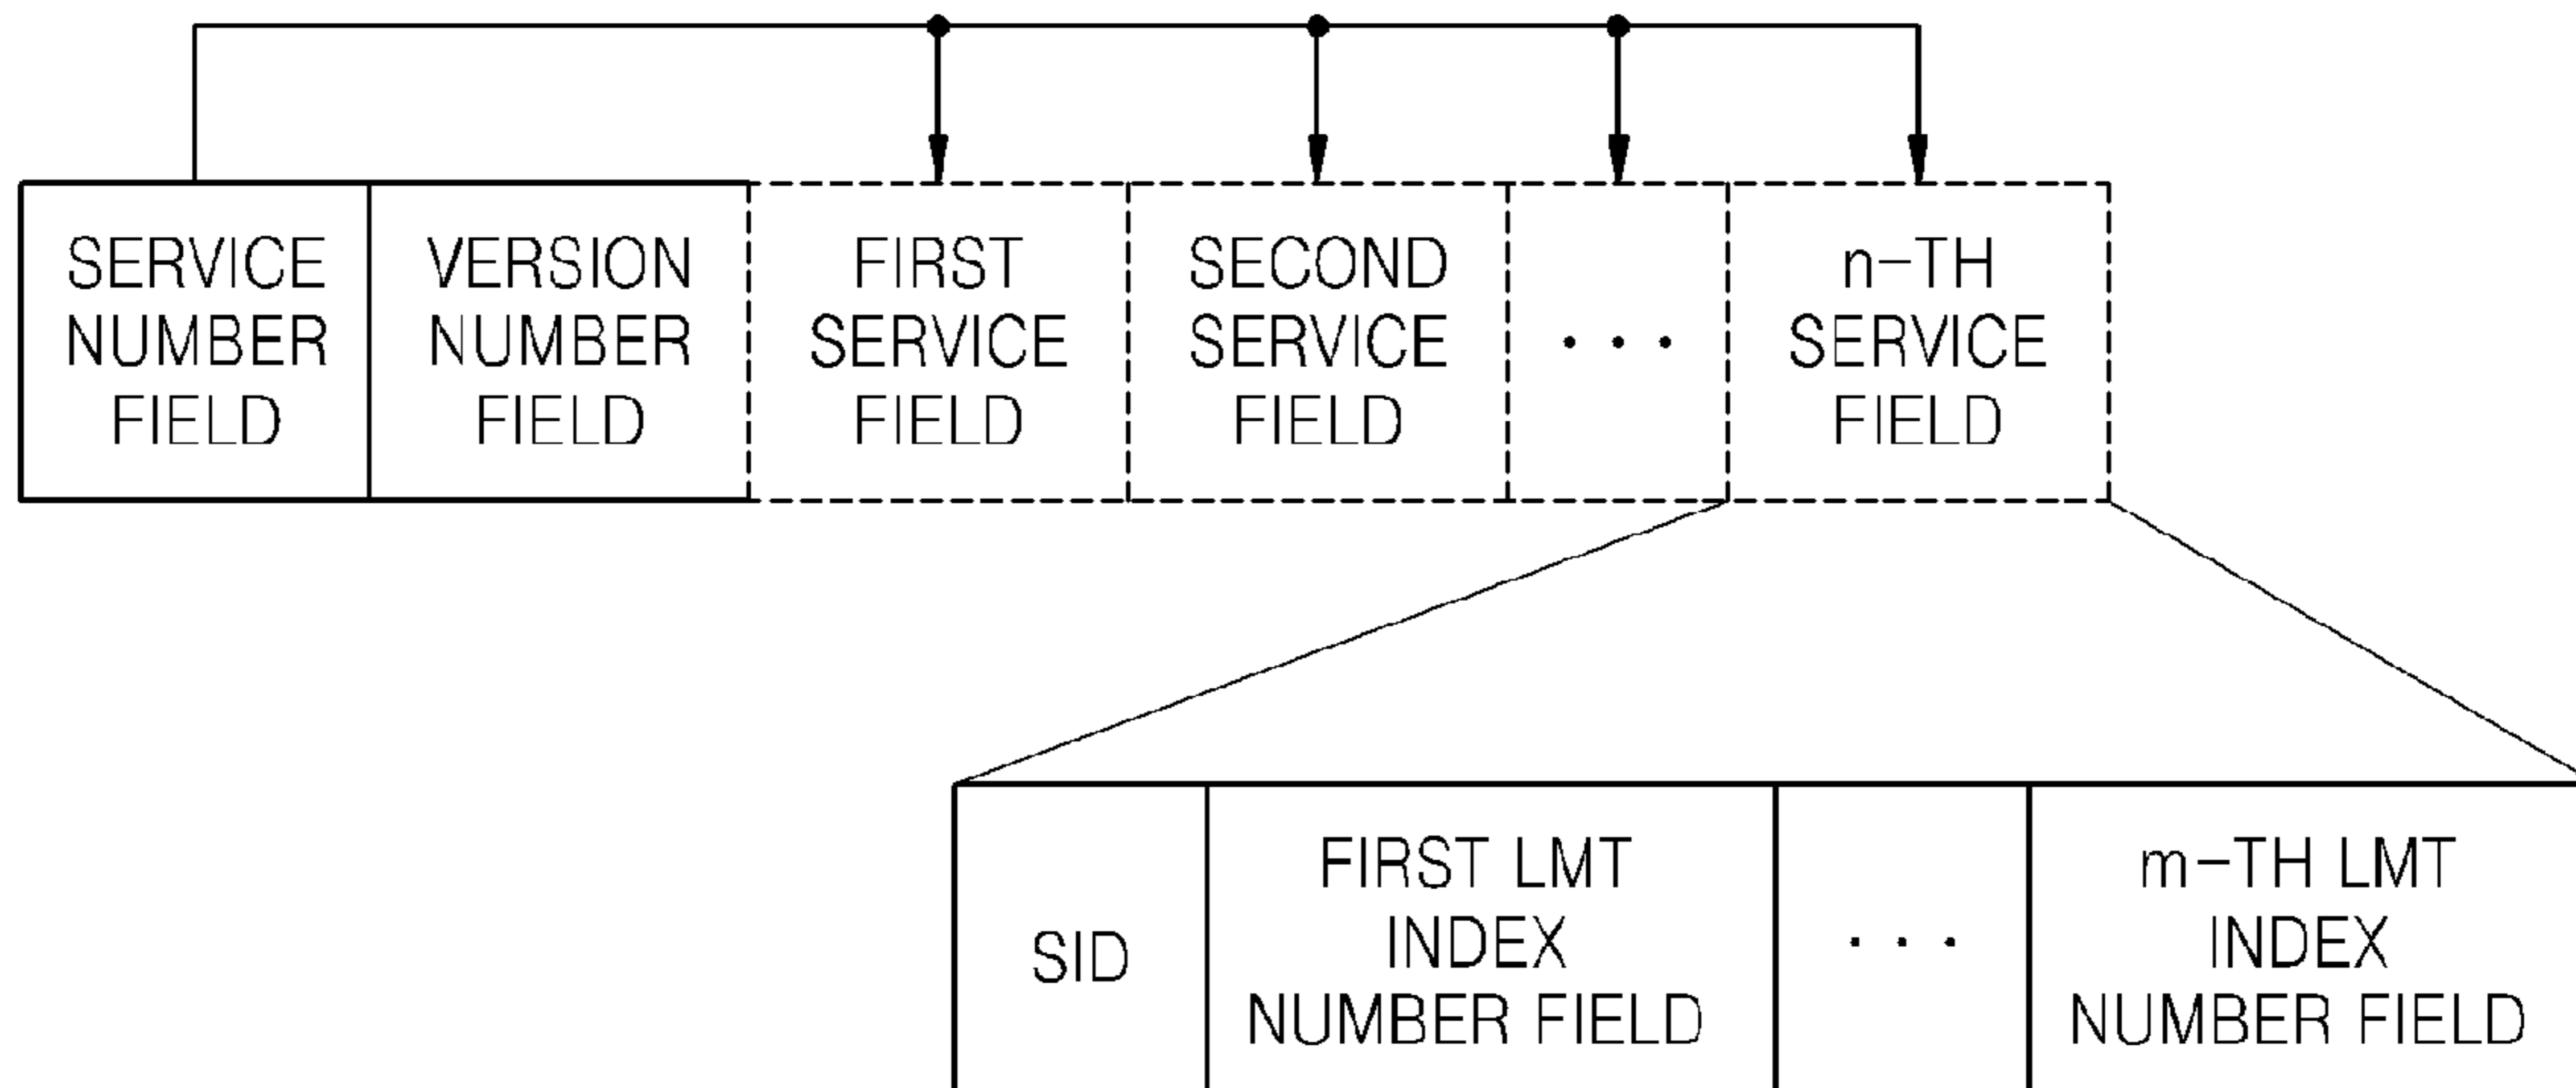 SERVICE
NUMBER
FIELD
VERSION
NUMBER
FIELD
FIRST
SERVICE
FIELD
SECOND
SERVICE
FIELD
· · ·
n-TH
SERVICE
FIELD
SID
FIRST LMT
INDEX
NUMBER FIELD
· · ·
m-TH LMT
INDEX
NUMBER FIELD